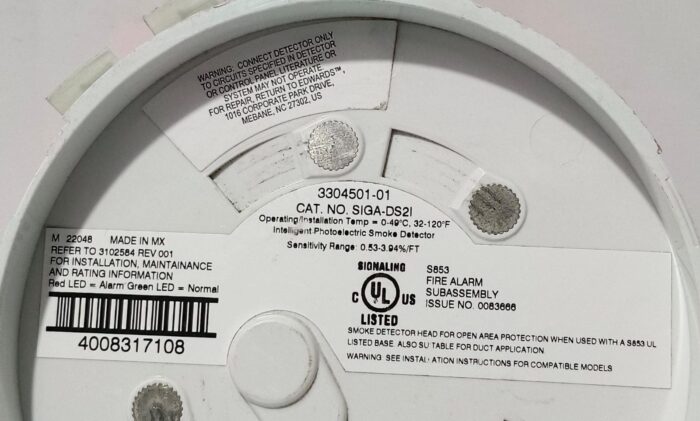 WARNING: CONNECT DETECTOR ONLY
TO CIRCUITS SPECIFIED IN DETECTOR
OR CONTROL PANEL LITERATURE OR
SYSTEM MAY NOT OPERATE
FOR REPAIR, RETURN TO EDWARDS™,
1016 CORPORATE PARK DRIVE,
MEBANE, NC 27302, US
3304501-01
CAT. NO. SIGA-DS2I
Operating/Installation Temp = 0-49°C, 32-120°F
Intelligent Photoelectric Smoke Detector
Sensitivity Range: 0.53-3.94%/FT
M 22048 MADE IN MX
REFER TO 3102564 REV 001
FOR INSTALLATION, MAINTAINANCE
AND RATING INFORMATION
Red LED = Alarm Green LED = Normal
4008317108
SIGNALING
C UL US
LISTED
S853
FIRE ALARM
SUBASSEMBLY
ISSUE NO. 0083666
SMOKE DETECTOR HEAD FOR OPEN AREA PROTECTION WHEN USED WITH A S853 UL
LISTED BASE. ALSO SUITABLE FOR DUCT APPLICATION
WARNING: SEE INSTALLATION INSTRUCTIONS FOR COMPATIBLE MODELS